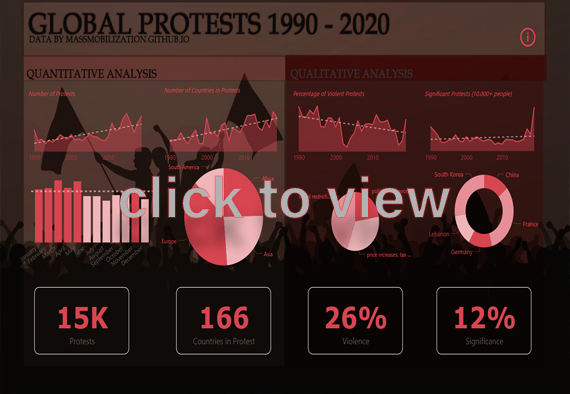 GLOBAL PROTESTS 1990 - 2020
DATA BY MASSMOBILIZATION.GITHUB.IO
i
QUANTITATIVE ANALYSIS
QUALITATIVE ANALYSIS
Number of Protests
Number of Countries in Protests
Percentage of Violent Protests
Significant Protests (10,000+ people)
1990 2000 2010
1990 2000 2010
1990 2000 2010
1990 2000 2010
South America
Europe
Asia
South Korea
China
Lebanon
France
Germany
price increases, tax ...
click to view
15K
Protests
166
Countries in Protest
26%
Violence
12%
Significance